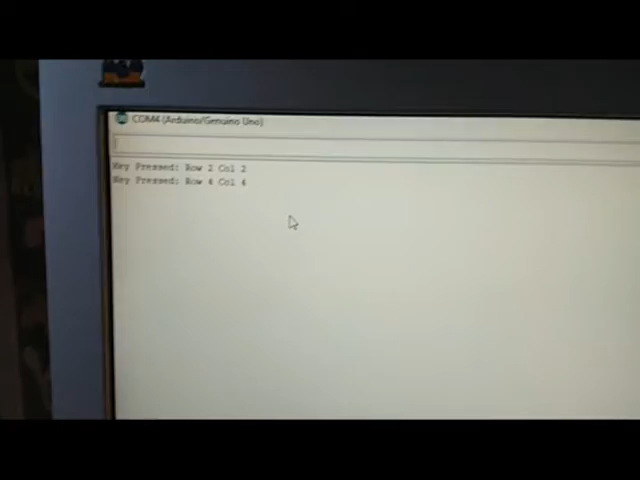 COM4 (Arduino/Genuino Uno)
Key Pressed: Row 2 Col 2
Key Pressed: Row 4 Col 4